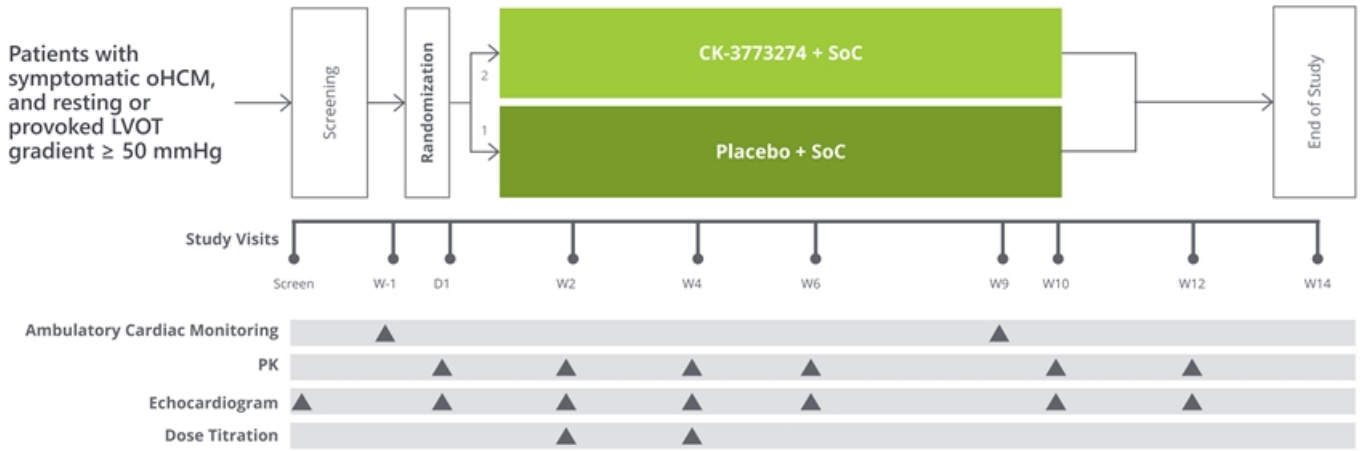 Patients with
symptomatic oHCM,
and resting or
provoked LVOT
gradient ≥ 50 mmHg
Screening
Randomization
2
1
CK-3773274 + SoC
Placebo + SoC
End of Study
Study Visits
Screen W-1 D1 W2 W4 W6 W9 W10 W12 W14
Ambulatory Cardiac Monitoring
PK
Echocardiogram
Dose Titration